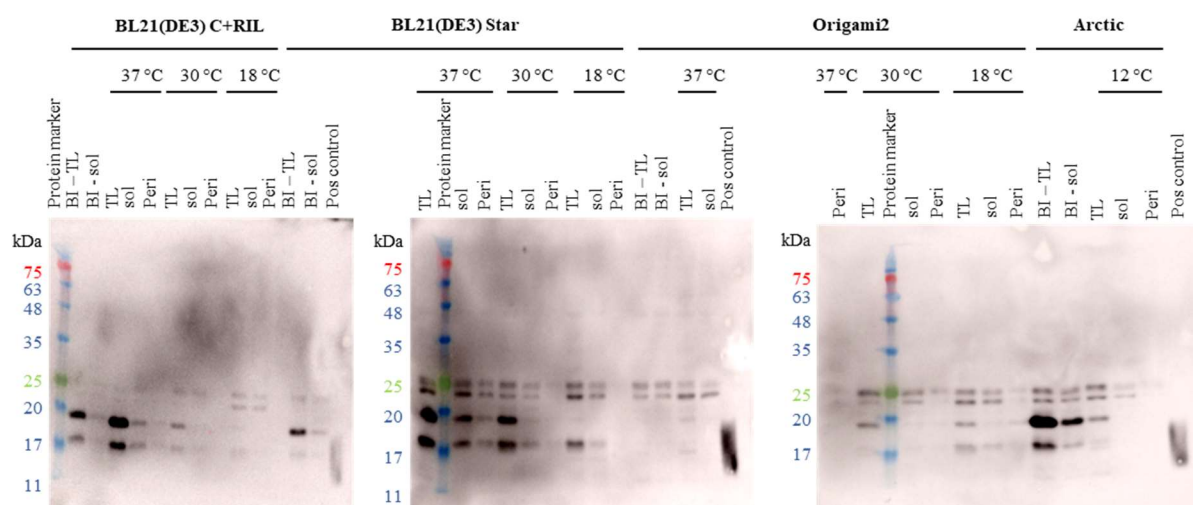 BL21(DE3) C+RIL BL21(DE3) Star Origami2 Arctic
37 °C 30 °C 18 °C 37 °C 30 °C 18 °C 37 °C 37 °C 30 °C 18 °C 12 °C
Protein marker BI – TL BI - sol TL sol Peri TL sol Peri TL sol Peri BI – TL BI - sol Pos control
TL Protein marker sol Peri TL sol Peri TL sol Peri BI – TL BI - sol TL sol Pos control
Peri TL Protein marker sol Peri TL sol Peri BI – TL BI - sol TL sol Peri Pos control
kDa
75
63
48
35
25
20
17
11
kDa
75
63
48
35
25
20
17
11
kDa
75
63
48
35
25
20
17